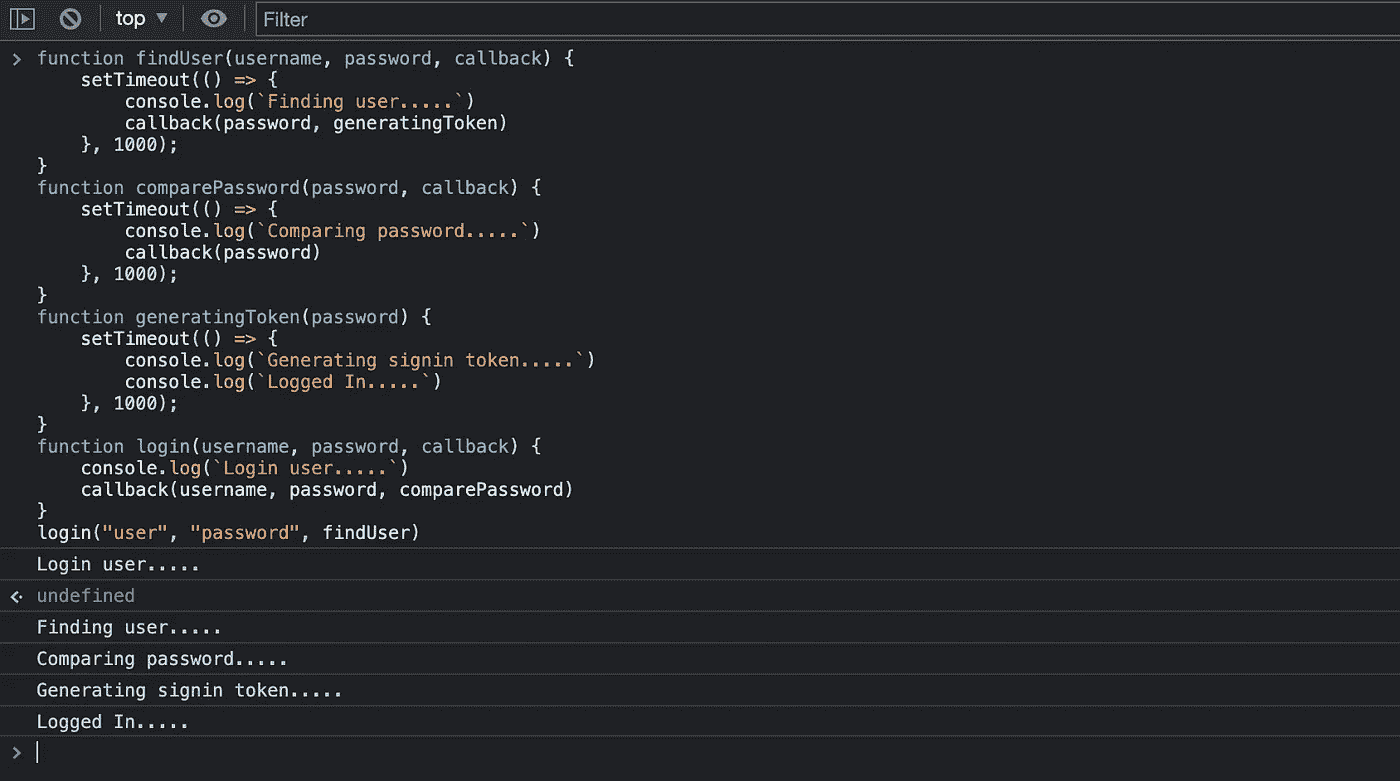 top ▼ Filter
> function findUser(username, password, callback) {
    setTimeout(() => {
        console.log(`Finding user.....`)
        callback(password, generatingToken)
    }, 1000);
}
function comparePassword(password, callback) {
    setTimeout(() => {
        console.log(`Comparing password.....`)
        callback(password)
    }, 1000);
}
function generatingToken(password) {
    setTimeout(() => {
        console.log(`Generating signin token.....`)
        console.log(`Logged In.....`)
    }, 1000);
}
function login(username, password, callback) {
    console.log(`Login user.....`)
    callback(username, password, comparePassword)
}
login("user", "password", findUser)
Login user.....
undefined
Finding user.....
Comparing password.....
Generating signin token.....
Logged In.....
>